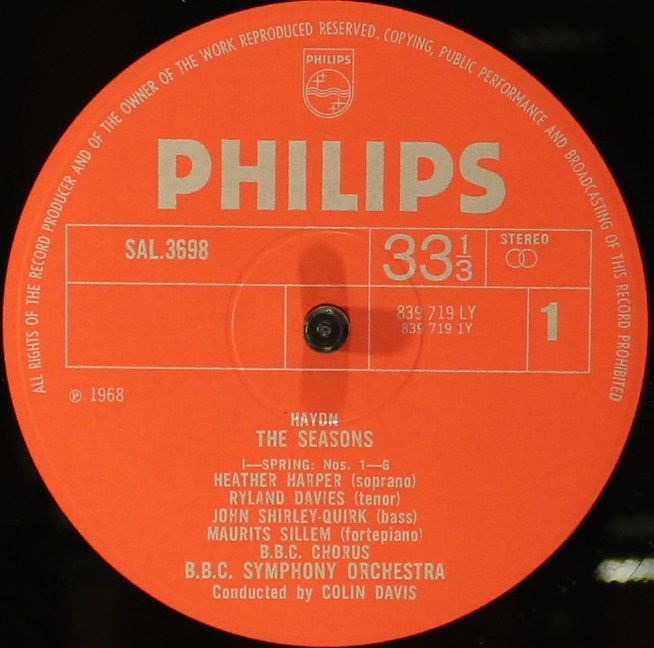 ALL RIGHTS OF THE RECORD PRODUCER AND OF THE OWNER OF THE WORK REPRODUCED RESERVED. COPYING, PUBLIC PERFORMANCE AND BROADCASTING OF THIS RECORD PROHIBITED
PHILIPS
PHILIPS
SAL.3698
33 1/3
STEREO
839 719 LY
839 719 1Y
1
Ⓟ 1968
HAYDN
THE SEASONS
I—SPRING: Nos. 1—6
HEATHER HARPER (soprano)
RYLAND DAVIES (tenor)
JOHN SHIRLEY-QUIRK (bass)
MAURITS SILLEM (fortepiano)
B.B.C. CHORUS
B.B.C. SYMPHONY ORCHESTRA
Conducted by COLIN DAVIS